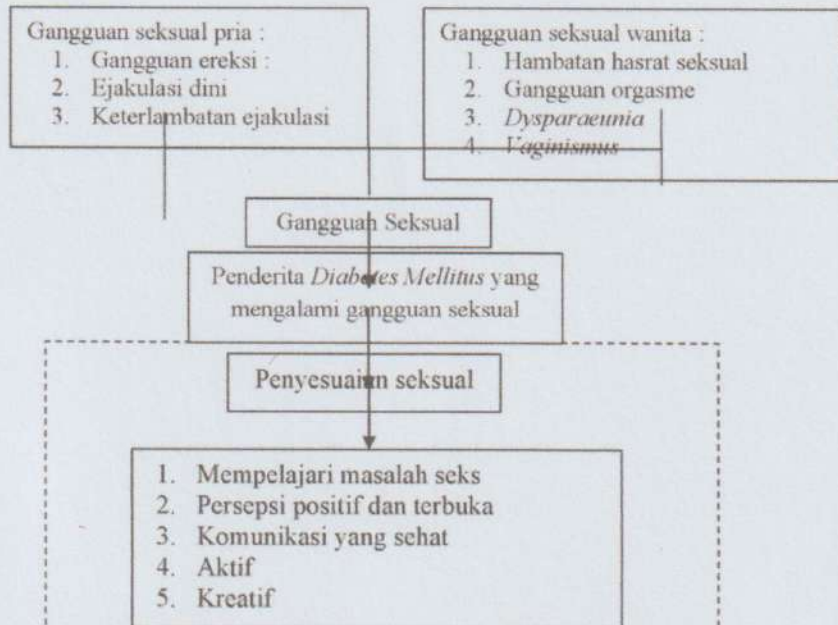 Gangguan seksual pria :
1. Gangguan ereksi :
2. Ejakulasi dini
3. Keterlambatan ejakulasi
Gangguan seksual wanita :
1. Hambatan hasrat seksual
2. Gangguan orgasme
3. Dysparaeunia
4. Vaginismus
Gangguan Seksual
Penderita Diabetes Mellitus yang
mengalami gangguan seksual
Penyesuaian seksual
1. Mempelajari masalah seks
2. Persepsi positif dan terbuka
3. Komunikasi yang sehat
4. Aktif
5. Kreatif